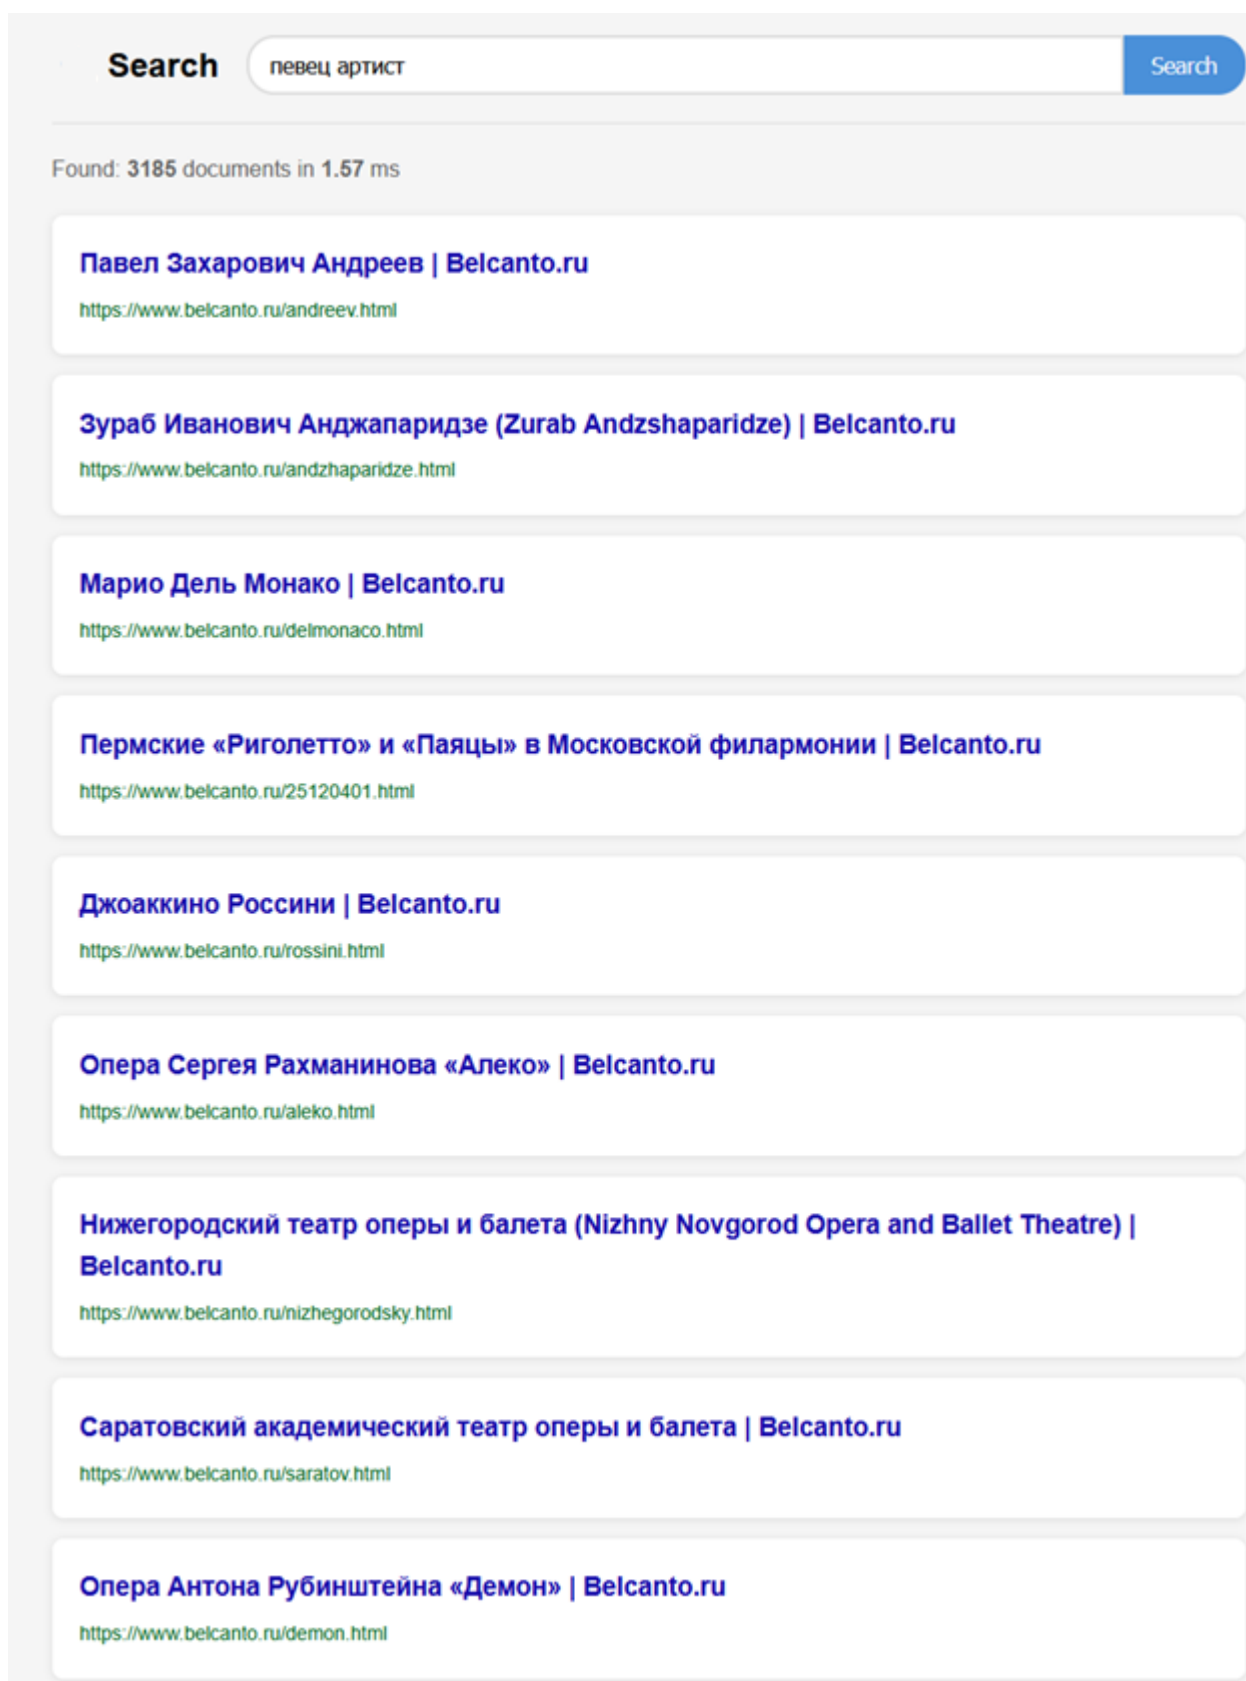 Search
певец артист
Search
Found: 3185 documents in 1.57 ms
Павел Захарович Андреев | Belcanto.ru
https://www.belcanto.ru/andreev.html
Зураб Иванович Анджапаридзе (Zurab Andzshaparidze) | Belcanto.ru
https://www.belcanto.ru/andzhaparidze.html
Марио Дель Монако | Belcanto.ru
https://www.belcanto.ru/delmonaco.html
Пермские «Риголетто» и «Паяцы» в Московской филармонии | Belcanto.ru
https://www.belcanto.ru/25120401.html
Джоаккино Россини | Belcanto.ru
https://www.belcanto.ru/rossini.html
Опера Сергея Рахманинова «Алеко» | Belcanto.ru
https://www.belcanto.ru/aleko.html
Нижегородский театр оперы и балета (Nizhny Novgorod Opera and Ballet Theatre) |
Belcanto.ru
https://www.belcanto.ru/nizhegorodsky.html
Саратовский академический театр оперы и балета | Belcanto.ru
https://www.belcanto.ru/saratov.html
Опера Антона Рубинштейна «Демон» | Belcanto.ru
https://www.belcanto.ru/demon.html